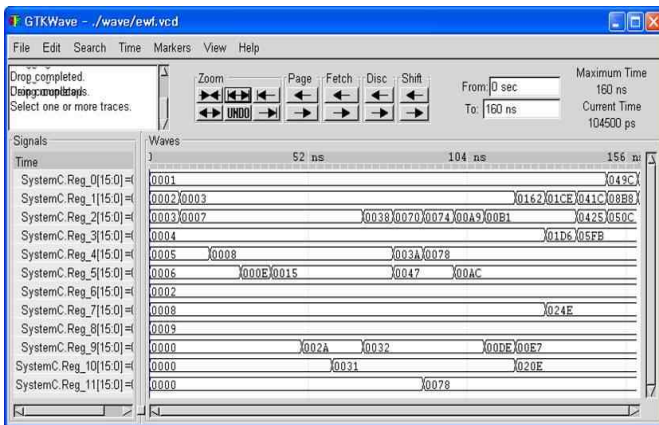 GTKWave - ./wave/ewf.vcd
File Edit Search Time Markers View Help
Drop completed.
Select one or more traces.
Zoom
UNDO
Page
Fetch
Disc
Shift
From: 0 sec
To: 160 ns
Maximum Time
160 ns
Current Time
104500 ps
Signals
Waves
Time
52 ns 104 ns 156 n
SystemC.Reg_0[15:0] 0001 049C
SystemC.Reg_1[15:0] 0002 0003 0162 01CE 041C 08B8
SystemC.Reg_2[15:0] 0003 0007 0038 0070 0074 00A9 00B1 0425 050C
SystemC.Reg_3[15:0] 0004 01D6 05FB
SystemC.Reg_4[15:0] 0005 0008 003A 0078
SystemC.Reg_5[15:0] 0006 000E 0015 0047 00AC
SystemC.Reg_6[15:0] 0002
SystemC.Reg_7[15:0] 0008 024E
SystemC.Reg_8[15:0] 0009
SystemC.Reg_9[15:0] 0000 002A 0032 00DE 00E7
SystemC.Reg_10[15:0] 0000 0031 020E
SystemC.Reg_11[15:0] 0000 0078